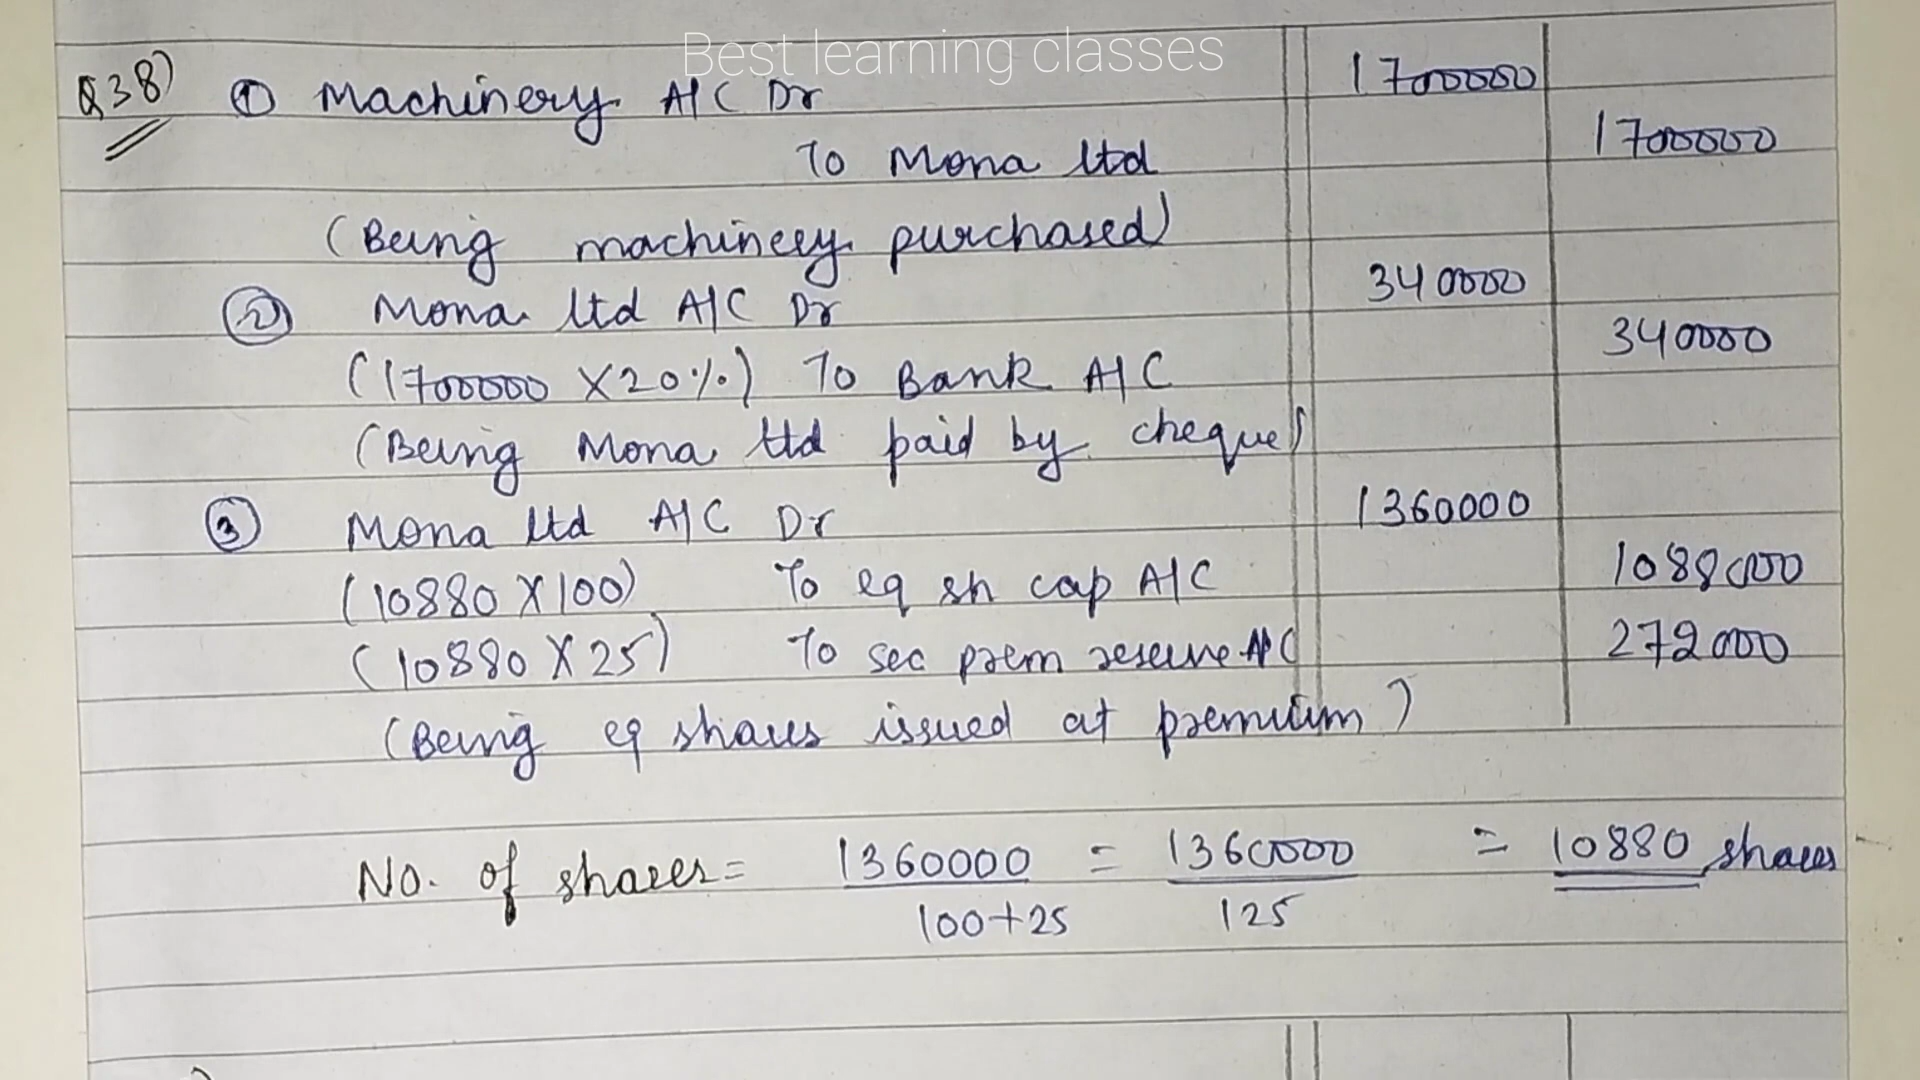 Best learning classes
Q38) ① Machinery A/C Dr 1700000
To Mona ltd 1700000
(Being machinery purchased)
② Mona ltd A/C Dr 340000
(1700000 X20%) To Bank A/C 340000
(Being Mona ltd paid by cheque)
③ Mona ltd A/C Dr 1360000
(10880 X100) To eq sh cap A/C 1088000
(10880 X 25) To sec prem reserve A/C 272000
(Being eq shares issued at premium)
No. of shares = 1360000 = 1360000 = 10880 shares
100+25 125